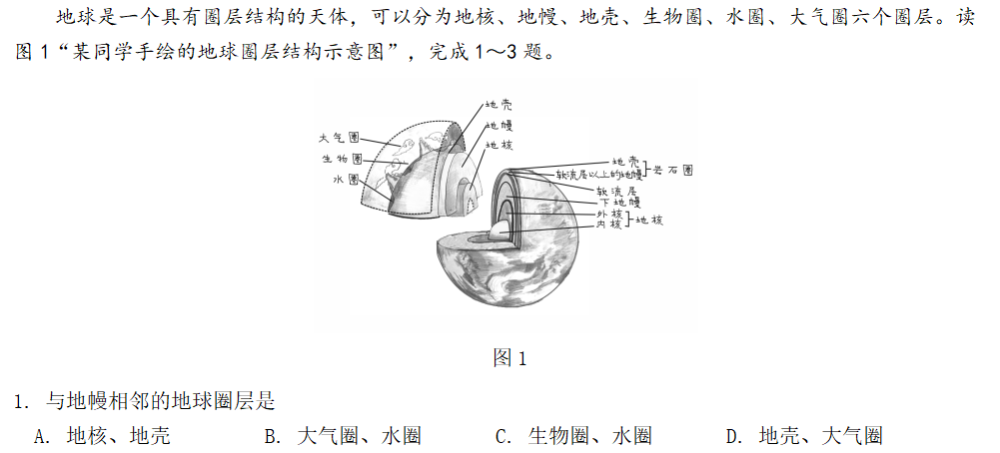 地球是一个具有圈层结构的天体，可以分为地核、地幔、地壳、生物圈、水圈、大气圈六个圈层。读
图 1“某同学手绘的地球圈层结构示意图”，完成 1～3 题。
地壳
地幔
地核
大气圈
生物圈
水圈
地壳
软流层以上的地幔
岩石圈
软流层
下地幔
外核
内核
地核
图 1
1. 与地幔相邻的地球圈层是
A. 地核、地壳 B. 大气圈、水圈 C. 生物圈、水圈 D. 地壳、大气圈